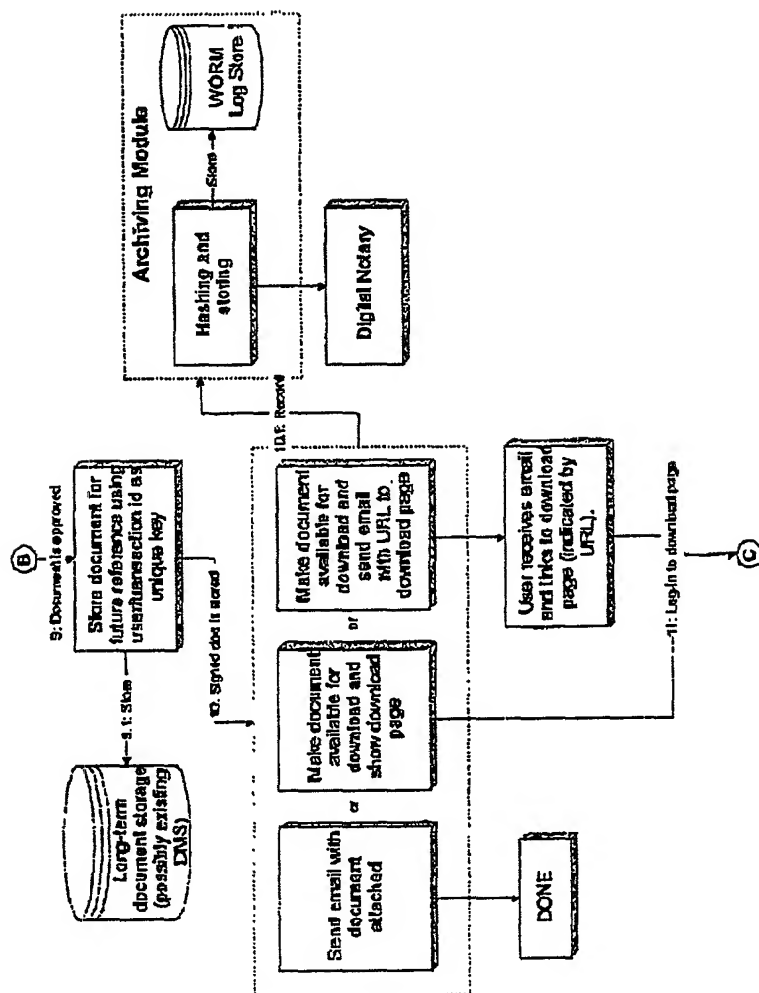 B
9: Document is approved
Store document for
future reference using
user/transaction id as
unique key
9.1: Store
Long-term
document storage
(possibly existing
DMS)
10: Signed doc is stored
Send email with
document
attached
or
Make document
available for
download and
show download
page
or
Make document
available for
download and
send email
with URL to
download page
10.1: Record
Archiving Module
Hashing and
storing
Store
WORM
Log Store
Digital Notary
DONE
User receives email
and links to download
page (indicated by
URL).
11: Log-in to download page
C